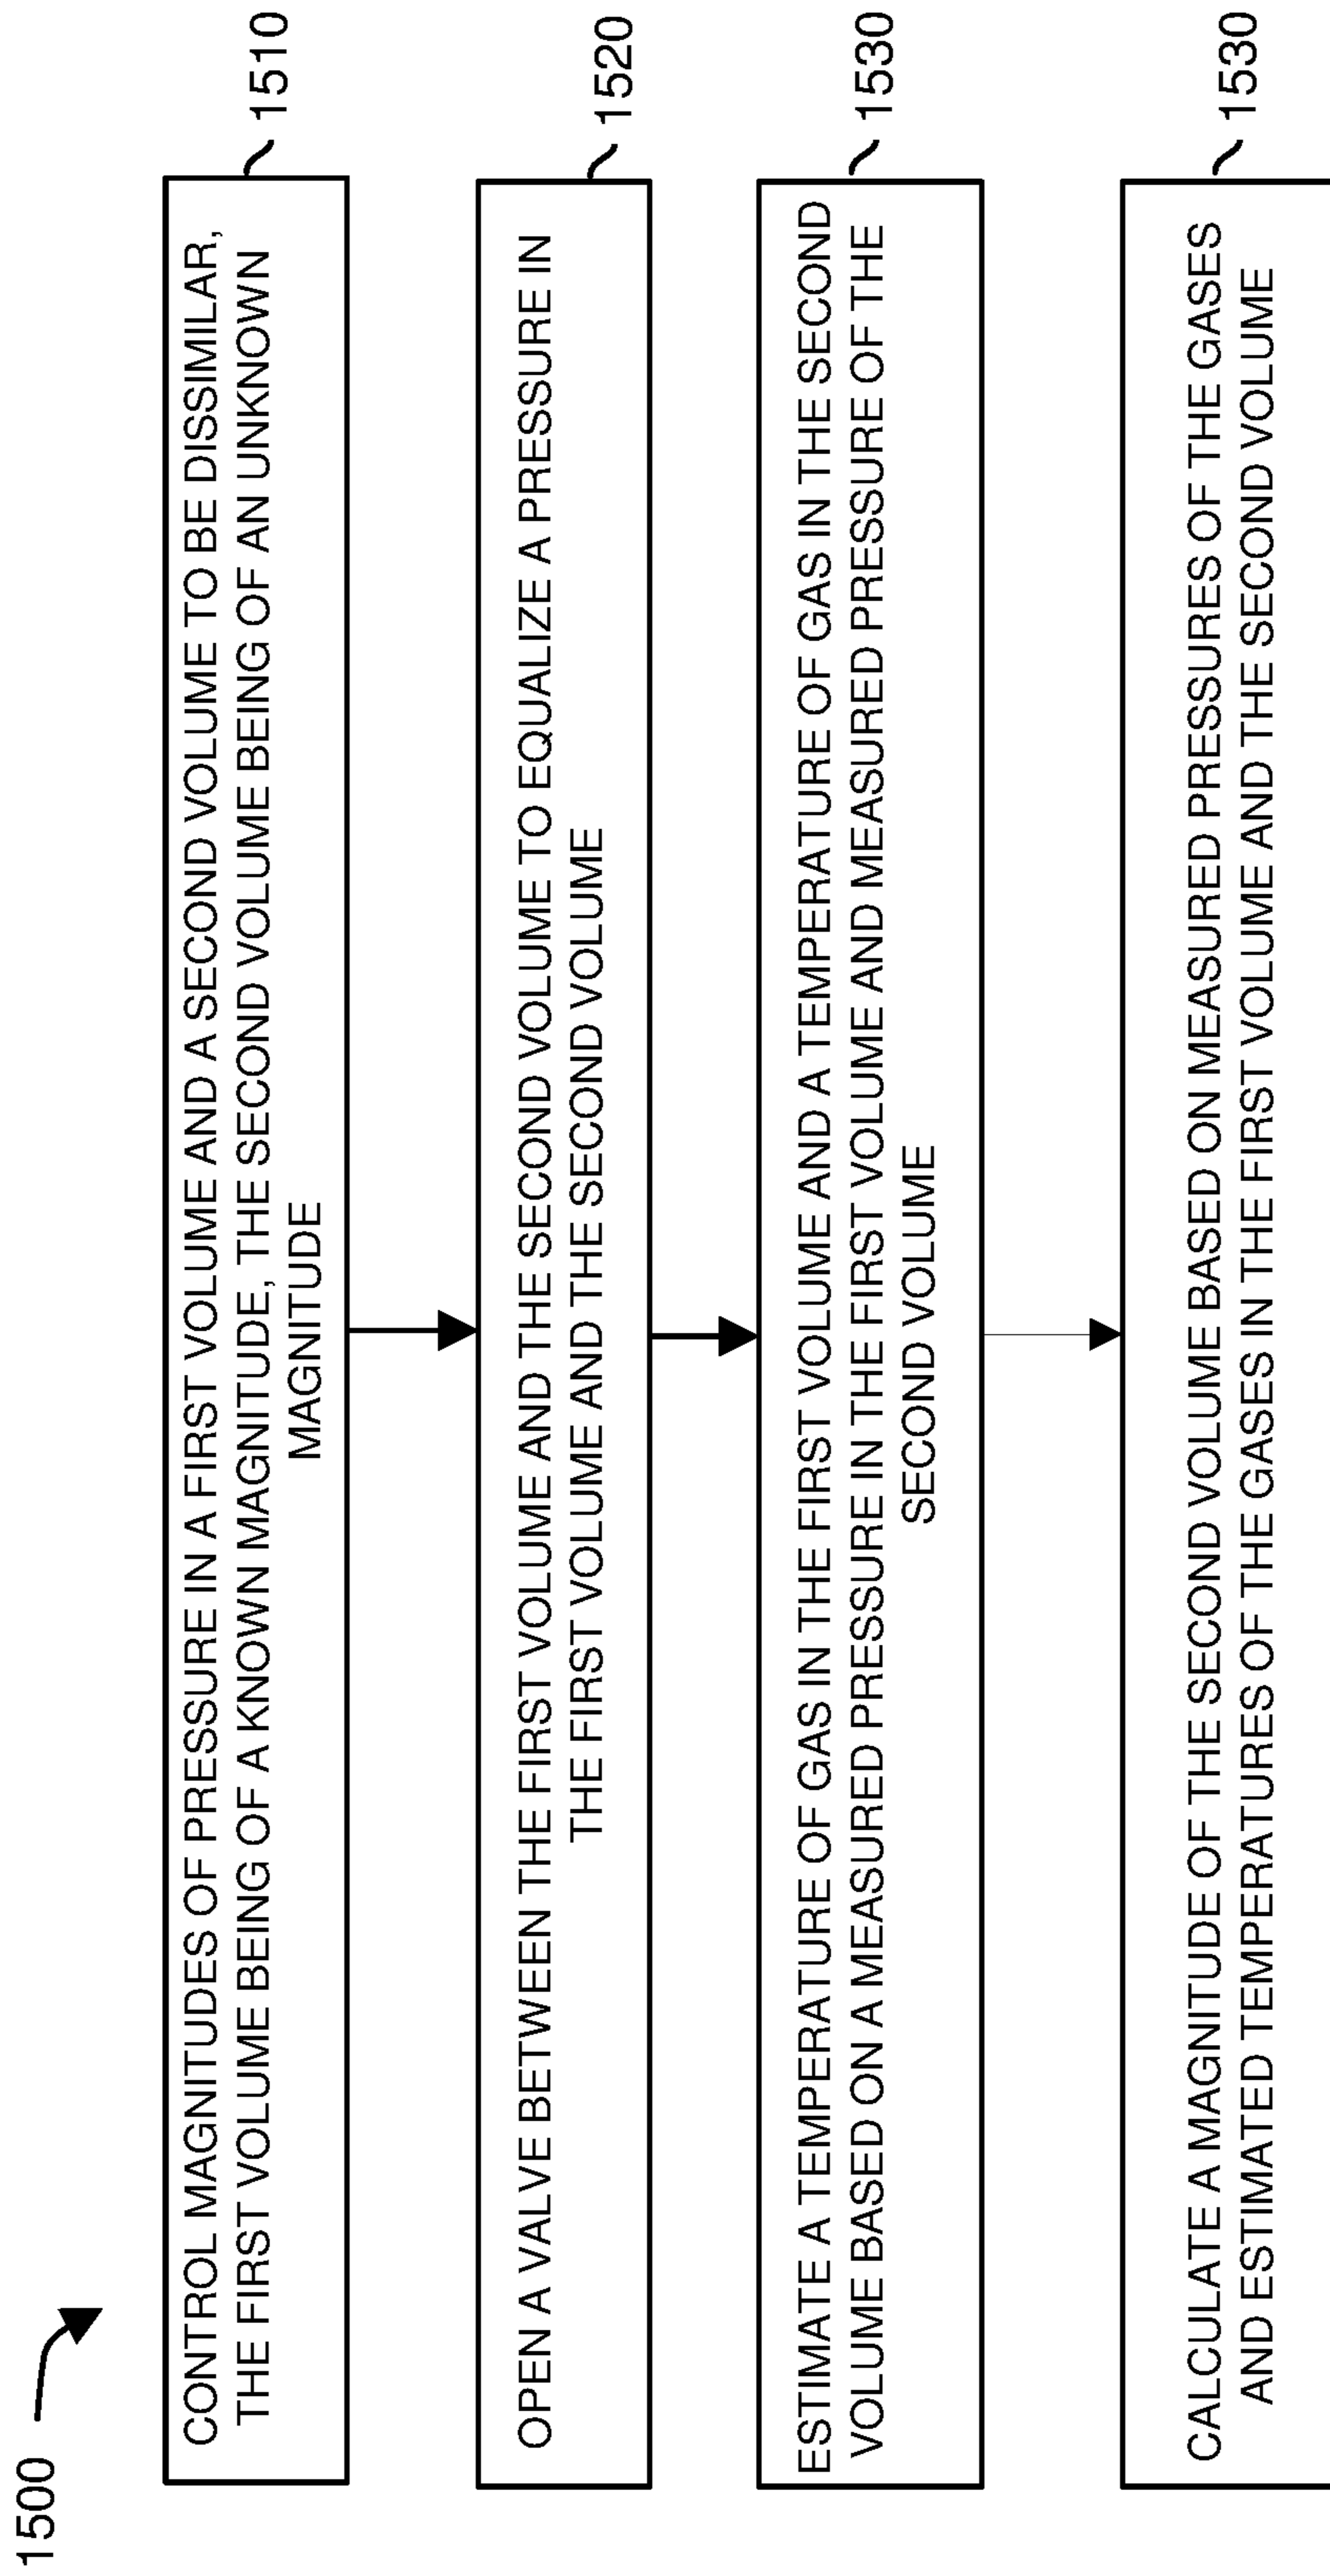 1500
CONTROL MAGNITUDES OF PRESSURE IN A FIRST VOLUME AND A SECOND VOLUME TO BE DISSIMILAR,
THE FIRST VOLUME BEING OF A KNOWN MAGNITUDE, THE SECOND VOLUME BEING OF AN UNKNOWN
MAGNITUDE
1510
OPEN A VALVE BETWEEN THE FIRST VOLUME AND THE SECOND VOLUME TO EQUALIZE A PRESSURE IN
THE FIRST VOLUME AND THE SECOND VOLUME
1520
ESTIMATE A TEMPERATURE OF GAS IN THE FIRST VOLUME AND A TEMPERATURE OF GAS IN THE SECOND
VOLUME BASED ON A MEASURED PRESSURE IN THE FIRST VOLUME AND MEASURED PRESSURE OF THE
SECOND VOLUME
1530
CALCULATE A MAGNITUDE OF THE SECOND VOLUME BASED ON MEASURED PRESSURES OF THE GASES
AND ESTIMATED TEMPERATURES OF THE GASES IN THE FIRST VOLUME AND THE SECOND VOLUME
1530